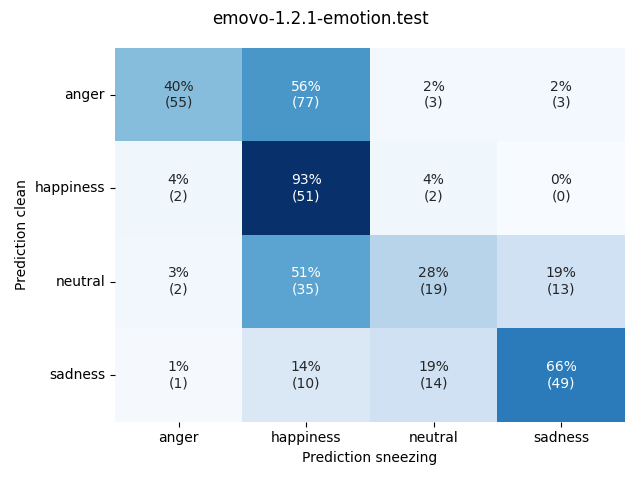 emovo-1.2.1-emotion.test
Prediction clean
anger
40%
(55)
56%
(77)
2%
(3)
2%
(3)
happiness
4%
(2)
93%
(51)
4%
(2)
0%
(0)
neutral
3%
(2)
51%
(35)
28%
(19)
19%
(13)
sadness
1%
(1)
14%
(10)
19%
(14)
66%
(49)
anger
happiness
neutral
sadness
Prediction sneezing